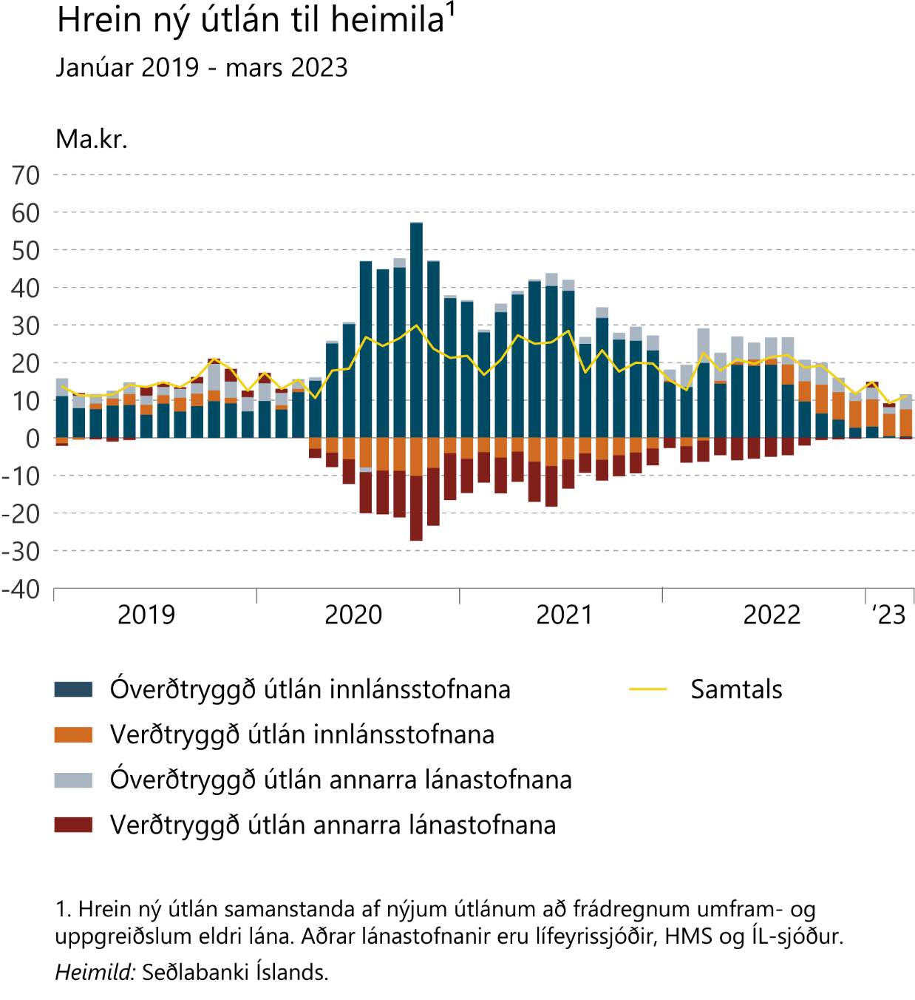 Hrein ný útlán til heimila¹
Janúar 2019 - mars 2023
Ma.kr.
70
60
50
40
30
20
10
0
-10
-20
-30
-40
2019 2020 2021 2022 ‘23
Óverðtryggð útlán innlánsstofnana
Samtals
Verðtryggð útlán innlánsstofnana
Óverðtryggð útlán annarra lánastofnana
Verðtryggð útlán annarra lánastofnana
1. Hrein ný útlán samanstanda af nýjum útlánum að frádregnum umfram- og
uppgreiðslum eldri lána. Aðrar lánastofnanir eru lífeyrissjóðir, HMS og ÍL-sjóður.
Heimild: Seðlabanki Íslands.